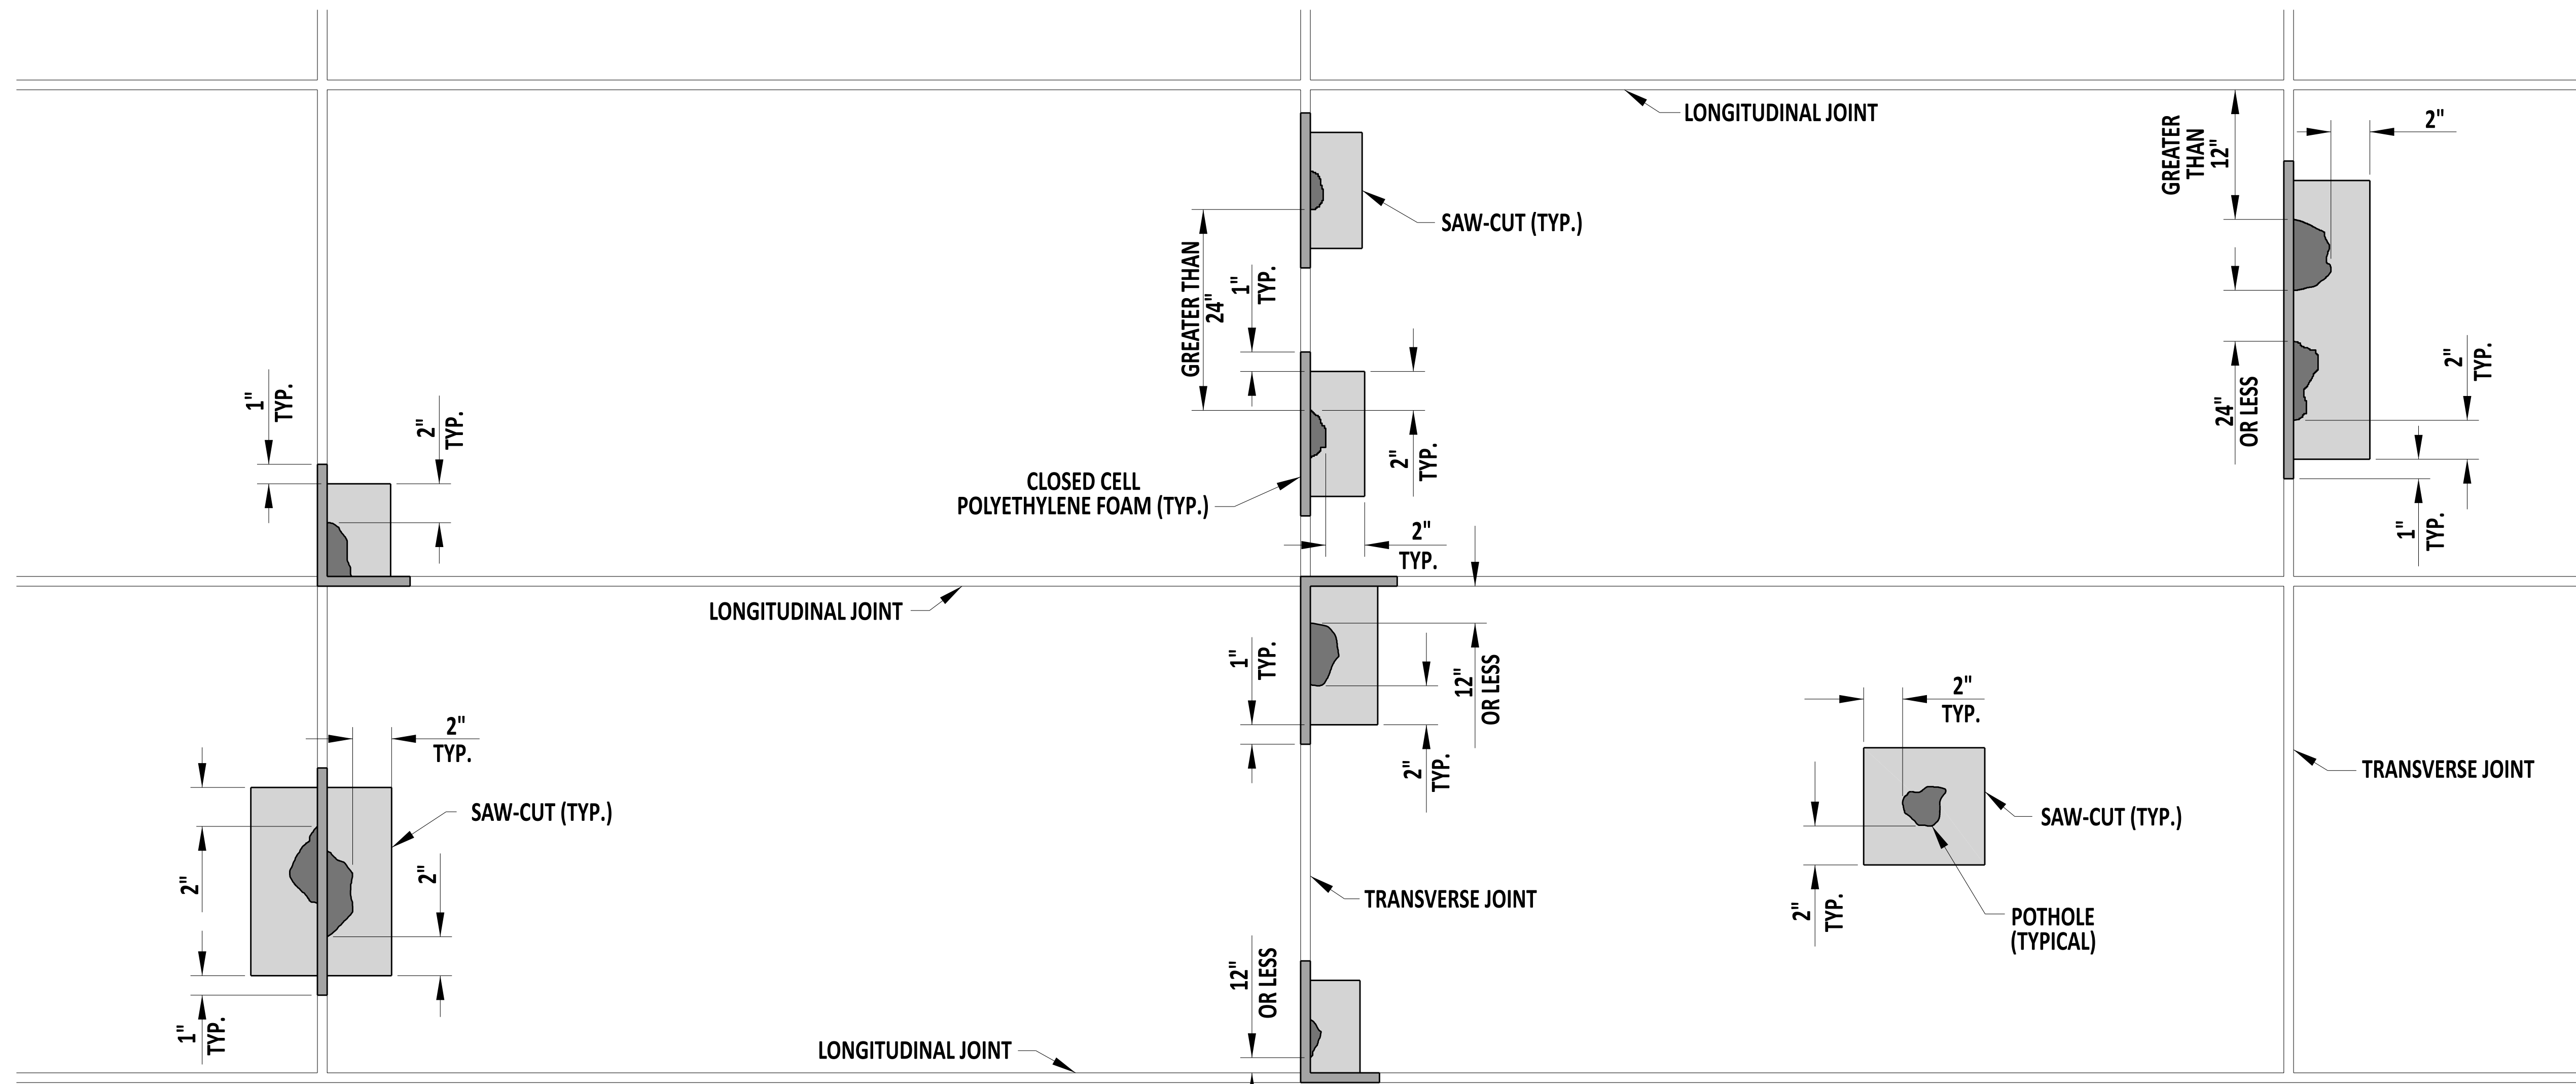 LONGITUDINAL JOINT
GREATER
THAN
12"
2"
SAW-CUT (TYP.)
GREATER THAN
24"
1"
TYP.
2"
TYP.
24"
OR LESS
2"
TYP.
1"
TYP.
1"
TYP.
2"
TYP.
CLOSED CELL
POLYETHYLENE FOAM (TYP.)
2"
TYP.
LONGITUDINAL JOINT
1"
TYP.
12"
OR LESS
2"
TYP.
2"
TYP.
SAW-CUT (TYP.)
2"
2"
1"
TYP.
2"
TYP.
TRANSVERSE JOINT
SAW-CUT (TYP.)
2"
TYP.
POTHOLE
(TYPICAL)
TRANSVERSE JOINT
12"
OR LESS
LONGITUDINAL JOINT